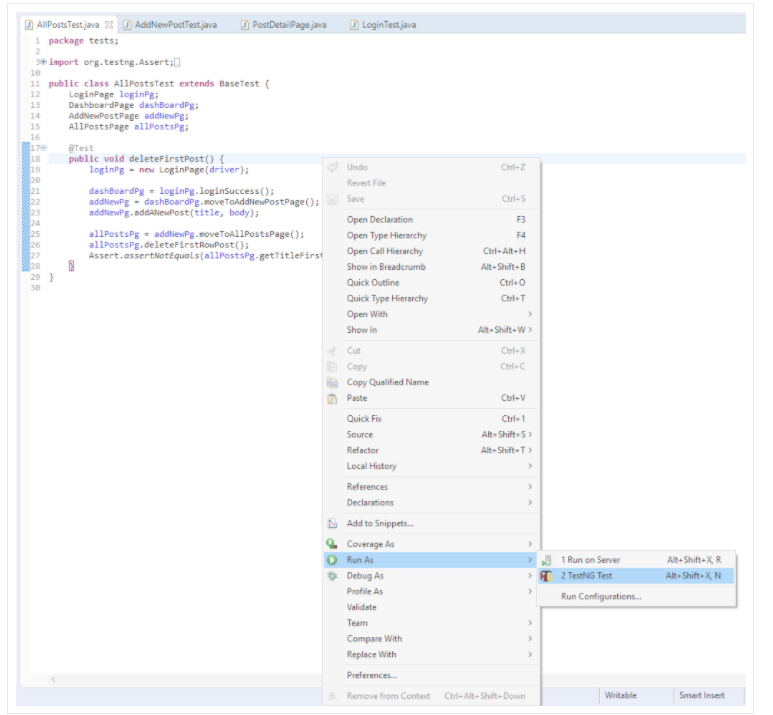 AllPostsTest.java AddNewPostTest.java PostDetailPage.java LoginTest.java
1 package tests;
2
3 import org.testng.Assert;
10
11 public class AllPostsTest extends BaseTest {
12 LoginPage loginPg;
13 DashboardPage dashBoardPg;
14 AddNewPostPage addNewPg;
15 AllPostsPage allPostsPg;
16
17 @Test
18 public void deleteFirstPost() {
19 loginPg = new LoginPage(driver);
20
21 dashBoardPg = loginPg.loginSuccess();
22 addNewPg = dashBoardPg.moveToAddNewPostPage();
23 addNewPg.addANewPost(title, body);
24
25 allPostsPg = addNewPg.moveToAllPostsPage();
26 allPostsPg.deleteFirstRowPost();
27 Assert.assertNotEquals(allPostsPg.getTitleFirst
28 }
29 }
30
Undo Ctrl+Z
Revert File
Save Ctrl+S
Open Declaration F3
Open Type Hierarchy F4
Open Call Hierarchy Ctrl+Alt+H
Show in Breadcrumb Alt+Shift+B
Quick Outline Ctrl+O
Quick Type Hierarchy Ctrl+T
Open With >
Show In Alt+Shift+W >
Cut Ctrl+X
Copy Ctrl+C
Copy Qualified Name
Paste Ctrl+V
Quick Fix Ctrl+1
Source Alt+Shift+S >
Refactor Alt+Shift+T >
Local History >
References >
Declarations >
Add to Snippets...
Coverage As >
Run As >
1 Run on Server Alt+Shift+X, R
Debug As >
2 TestNG Test Alt+Shift+X, N
Profile As >
Run Configurations...
Validate
Team >
Compare With >
Replace With >
Preferences...
Remove from Context Ctrl+Alt+Shift+Down
Writable Smart Insert